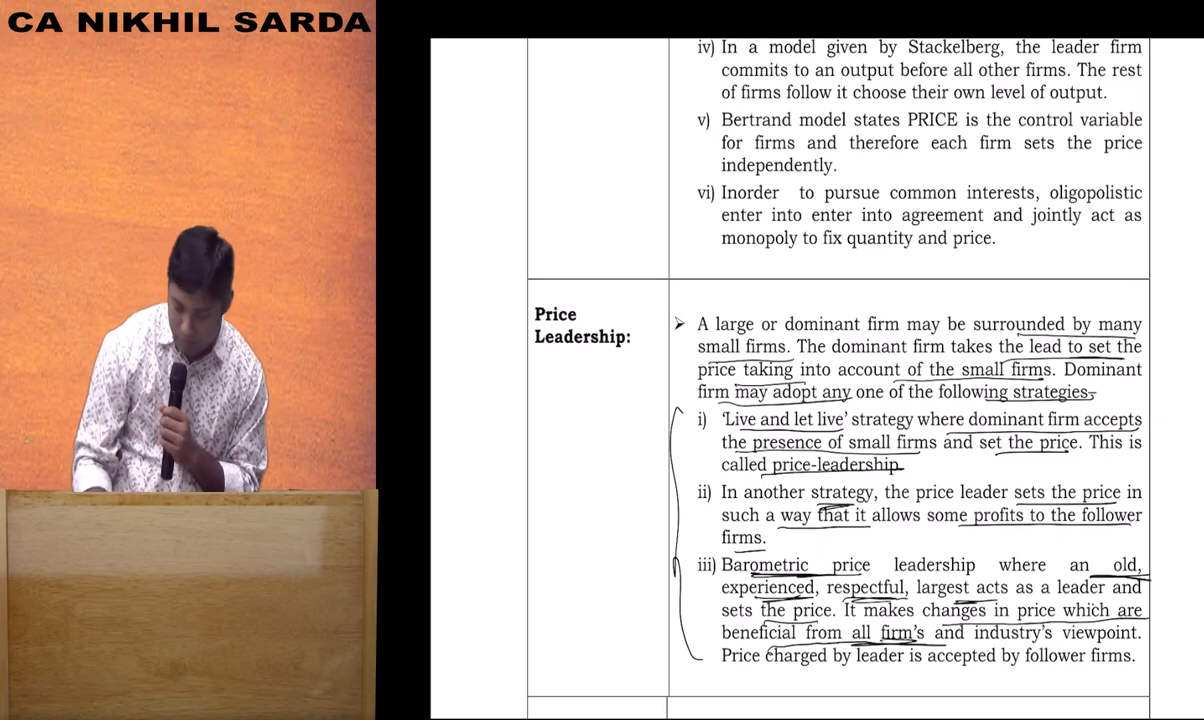 CA NIKHIL SARDA
iv) In a model given by Stackelberg, the leader firm
commits to an output before all other firms. The rest
of firms follow it choose their own level of output.
v) Bertrand model states PRICE is the control variable
for firms and therefore each firm sets the price
independently.
vi) Inorder to pursue common interests, oligopolistic
enter into enter into agreement and jointly act as
monopoly to fix quantity and price.
Price
Leadership:
➢ A large or dominant firm may be surrounded by many
small firms. The dominant firm takes the lead to set the
price taking into account of the small firms. Dominant
firm may adopt any one of the following strategies-
i) 'Live and let live' strategy where dominant firm accepts
the presence of small firms and set the price. This is
called price-leadership.
ii) In another strategy, the price leader sets the price in
such a way that it allows some profits to the follower
firms.
iii) Barometric price leadership where an old,
experienced, respectful, largest acts as a leader and
sets the price. It makes changes in price which are
beneficial from all firm's and industry's viewpoint.
Price charged by leader is accepted by follower firms.